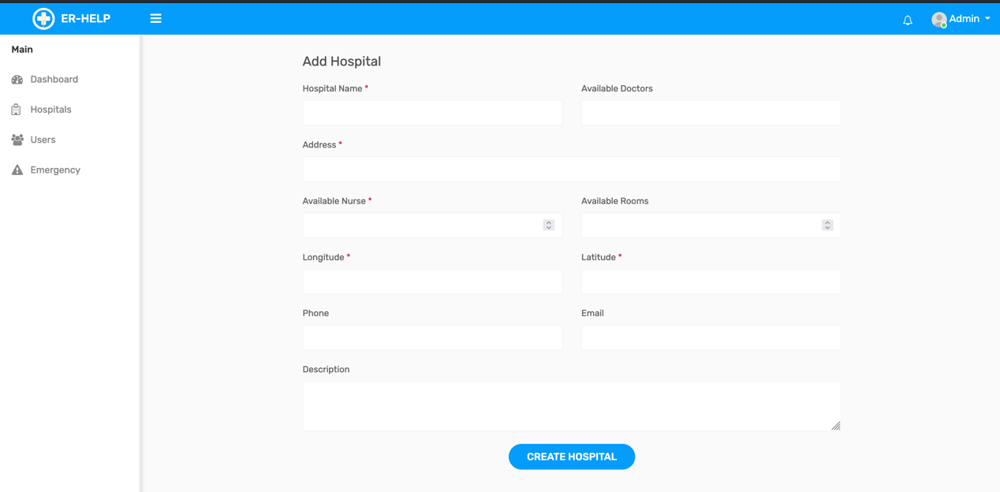 ER-HELP
Admin
Main
Dashboard
Hospitals
Users
Emergency
Add Hospital
Hospital Name *
Available Doctors
Address *
Available Nurse *
Available Rooms
Longitude *
Latitude *
Phone
Email
Description
CREATE HOSPITAL